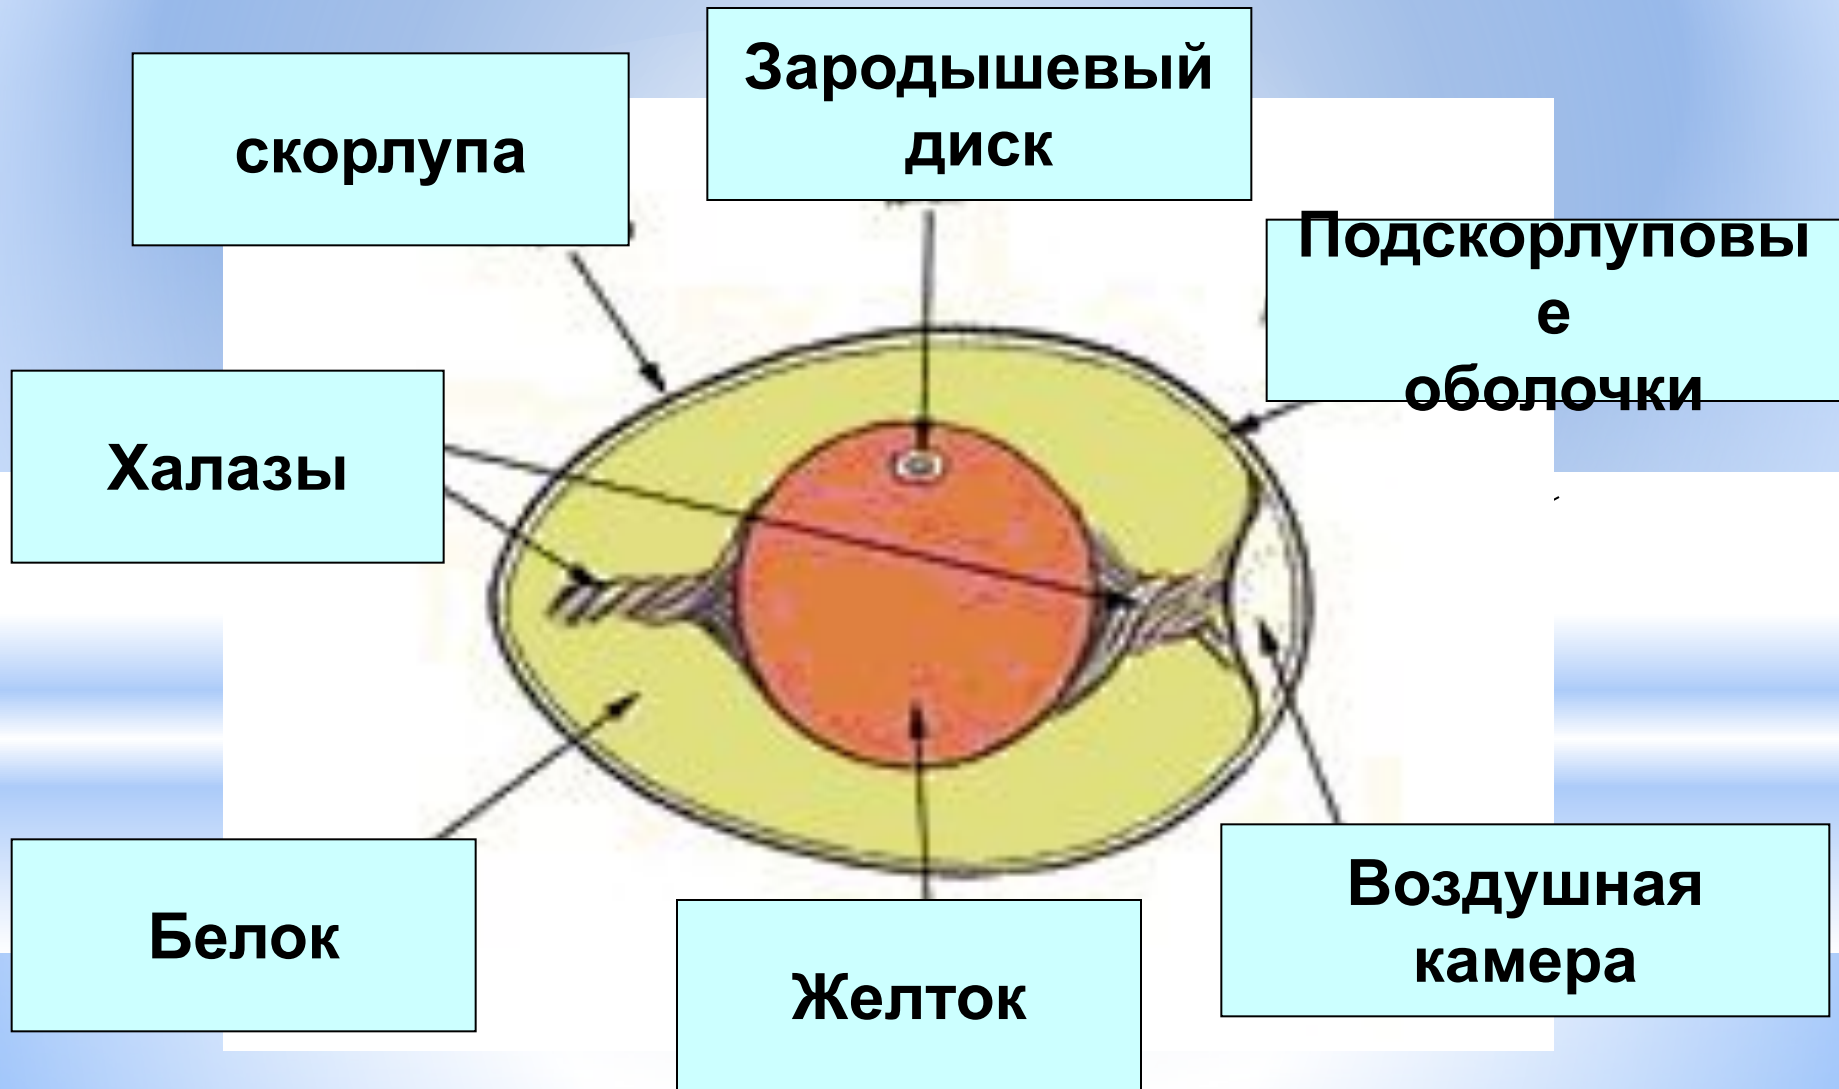 Зародышевый
диск
скорлупа
Подскорлуповы
е
оболочки
Халазы
Белок
Желток
Воздушная
камера